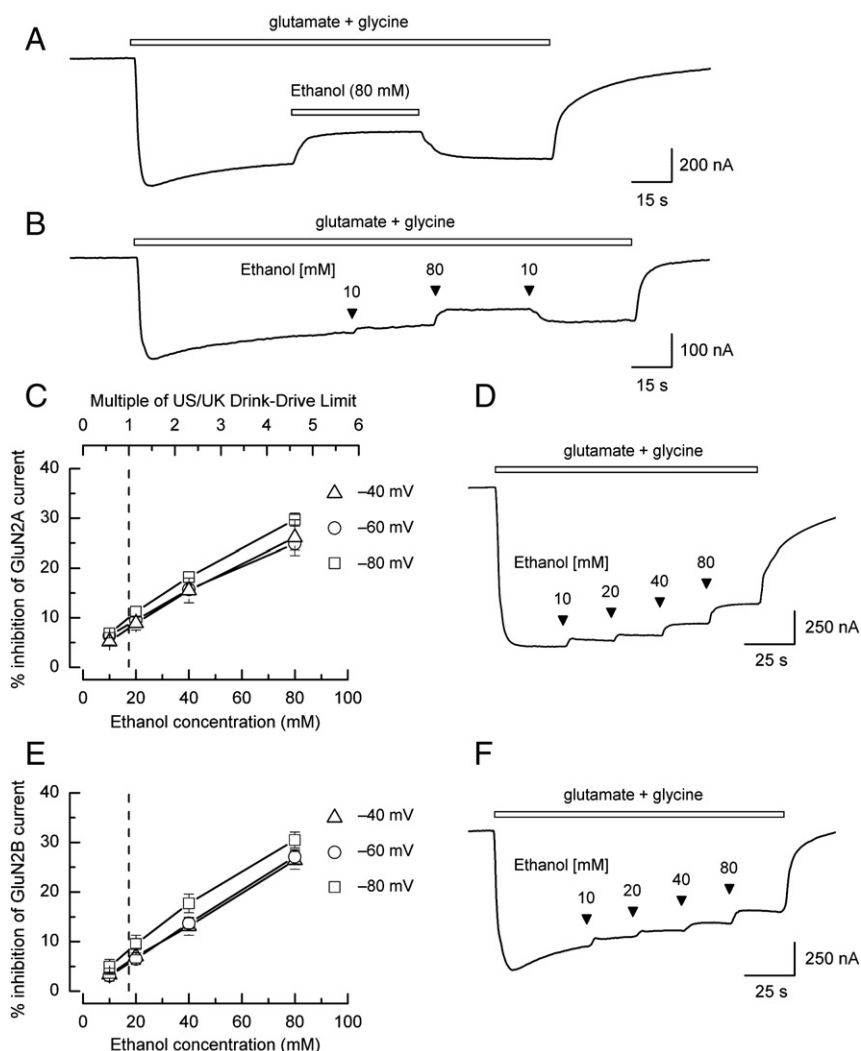 A
glutamate + glycine
Ethanol (80 mM)
200 nA
15 s
B
glutamate + glycine
Ethanol [mM]
10
80
10
100 nA
15 s
C
Multiple of US/UK Drink-Drive Limit
0 1 2 3 4 5 6
40
30
20
10
0
% inhibition of GluN2A current
0 20 40 60 80 100
Ethanol concentration (mM)
–40 mV
–60 mV
–80 mV
D
glutamate + glycine
Ethanol [mM]
10 20 40 80
250 nA
25 s
E
40
30
20
10
0
% inhibition of GluN2B current
0 20 40 60 80 100
Ethanol concentration (mM)
–40 mV
–60 mV
–80 mV
F
glutamate + glycine
Ethanol [mM]
10 20 40 80
250 nA
25 s